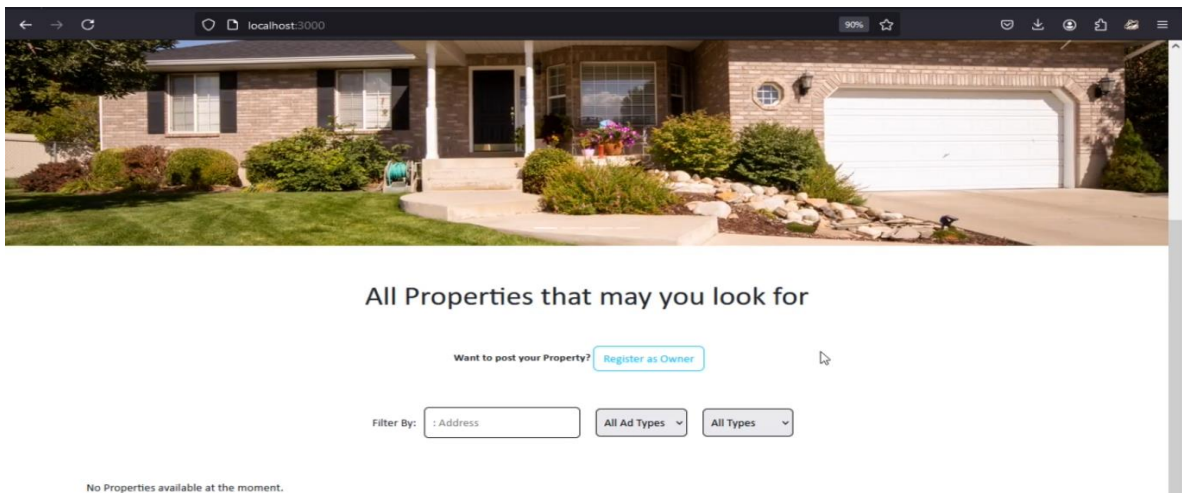 localhost:3000
90%
All Properties that may you look for
Want to post your Property? Register as Owner
Filter By: : Address All Ad Types All Types
No Properties available at the moment.